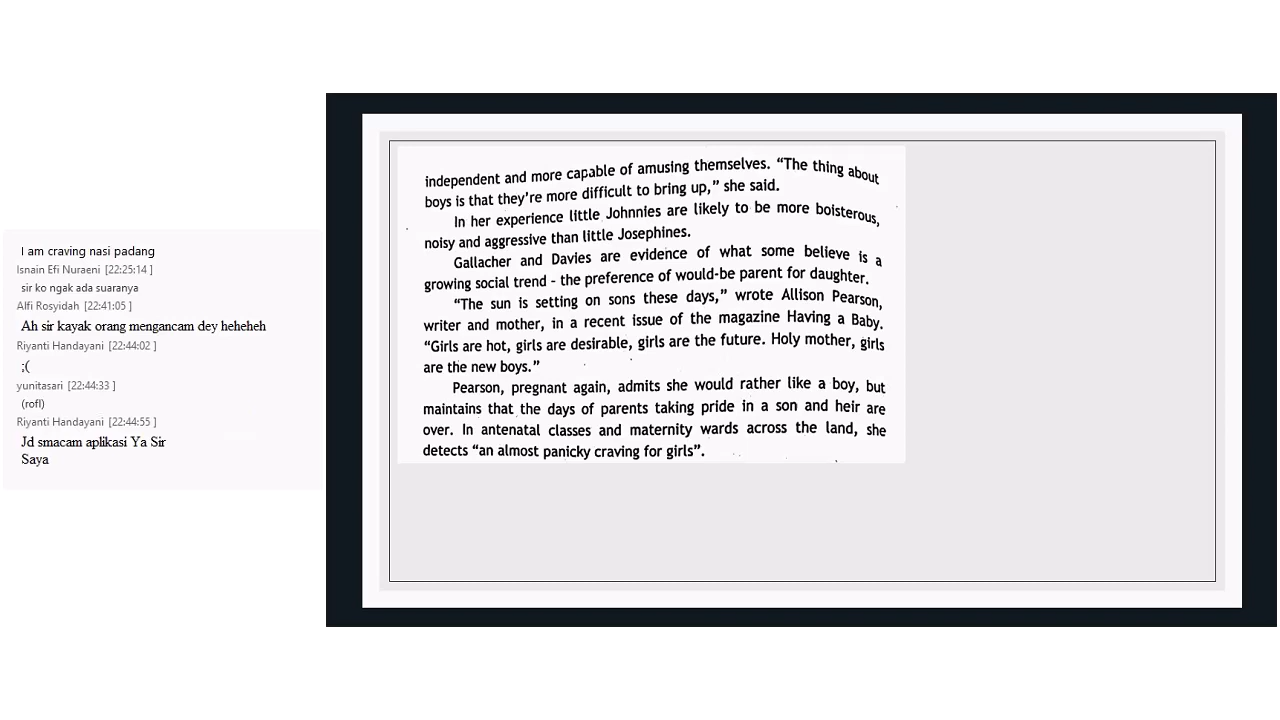 I am craving nasi padang
Isnain Efi Nuraeni [22:25:14 ]
sir ko ngak ada suaranya
Alfi Rosyidah [22:41:05 ]
Ah sir kayak orang mengancam dey heheheh
Riyanti Handayani [22:44:02 ]
;(
yunitasari [22:44:33 ]
(rofl)
Riyanti Handayani [22:44:55 ]
Jd smacam aplikasi Ya Sir
Saya
independent and more capable of amusing themselves. “The thing about
boys is that they’re more difficult to bring up,” she said.
In her experience little Johnnies are likely to be more boisterous,
noisy and aggressive than little Josephines.
Gallacher and Davies are evidence of what some believe is a
growing social trend - the preference of would-be parent for daughter.
“The sun is setting on sons these days,” wrote Allison Pearson,
writer and mother, in a recent issue of the magazine Having a Baby.
“Girls are hot, girls are desirable, girls are the future. Holy mother, girls
are the new boys.”
Pearson, pregnant again, admits she would rather like a boy, but
maintains that the days of parents taking pride in a son and heir are
over. In antenatal classes and maternity wards across the land, she
detects “an almost panicky craving for girls”.